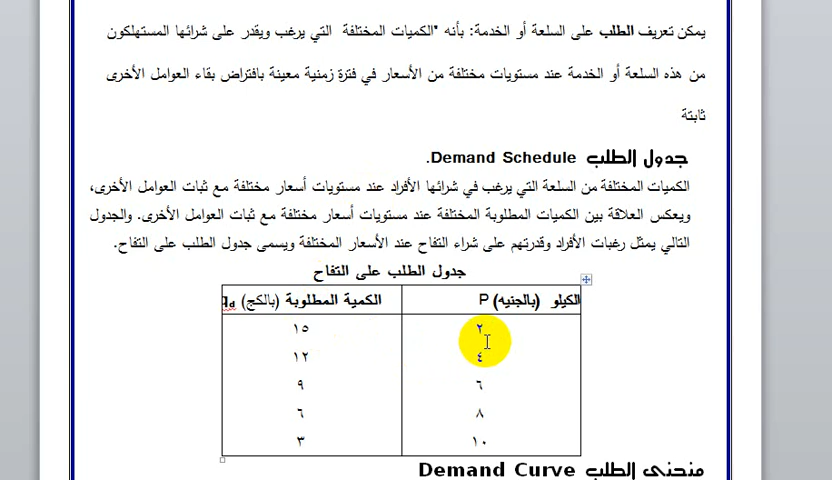 يمكن تعريف الطلب على السلعة أو الخدمة: بأنه "الكميات المختلفة التي يرغب ويقدر على شرائها المستهلكون
من هذه السلعة أو الخدمة عند مستويات مختلفة من الأسعار في فترة زمنية معينة بافتراض بقاء العوامل الأخرى
ثابتة
جدول الطلب Demand Schedule.
الكميات المختلفة من السلعة التي يرغب في شرائها الأفراد عند مستويات أسعار مختلفة مع ثبات العوامل الأخرى،
ويعكس العلاقة بين الكميات المطلوبة المختلفة عند مستويات أسعار مختلفة مع ثبات العوامل الأخرى. والجدول
التالي يمثل رغبات الأفراد وقدرتهم على شراء التفاح عند الأسعار المختلفة ويسمى جدول الطلب على التفاح.
جدول الطلب على التفاح
الكيلو (بالجنيه) P الكمية المطلوبة (بالكج) qd
٢ ١٥
٤ ١٢
٦ ٩
٨ ٦
١٠ ٣
منحنى الطلب Demand Curve